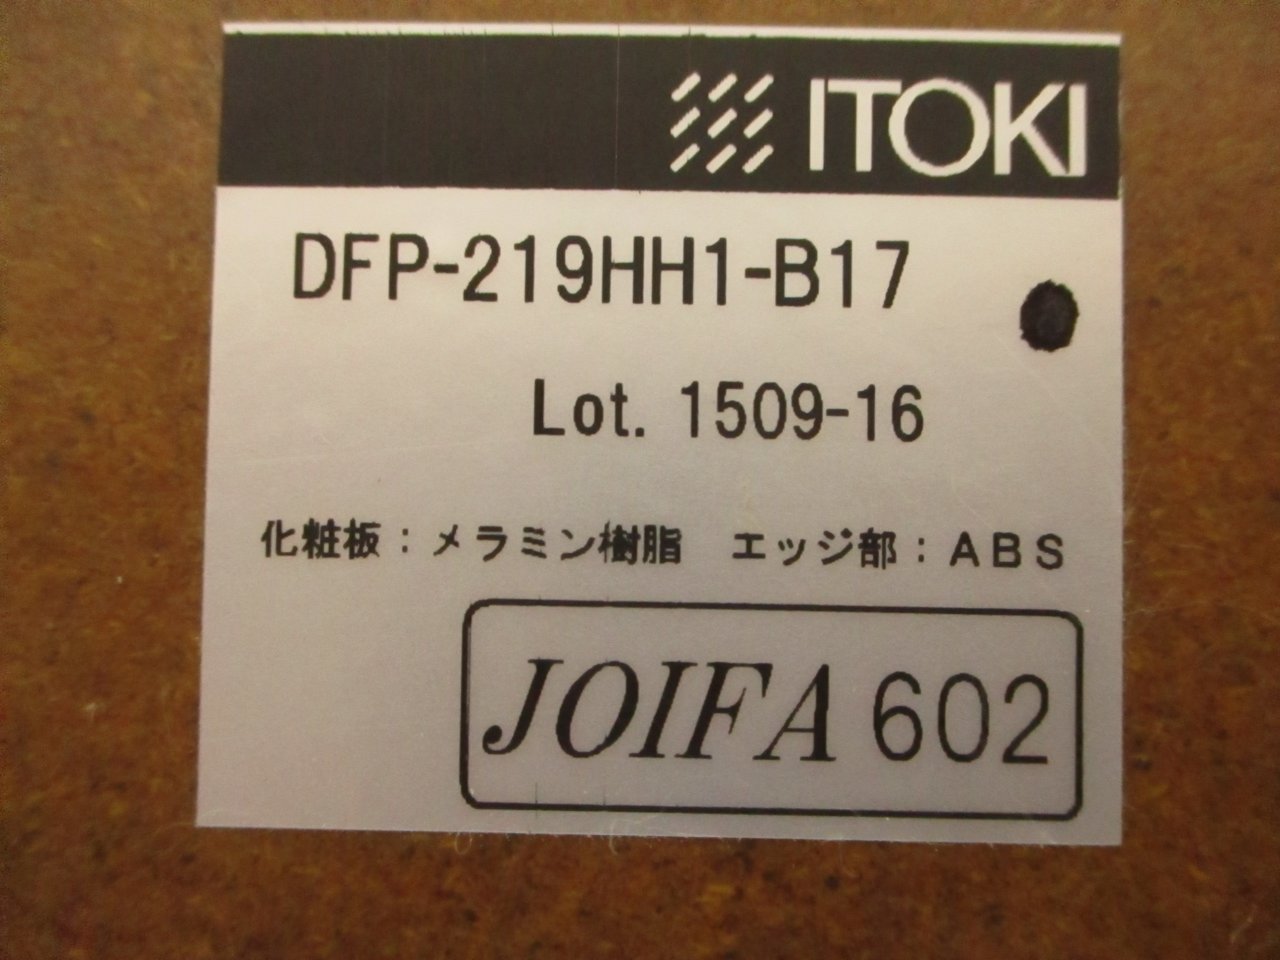 ITOKI
DFP-219HH1-B17
Lot. 1509-16
化粧板：メラミン樹脂　エッジ部：ABS
JOIFA 602